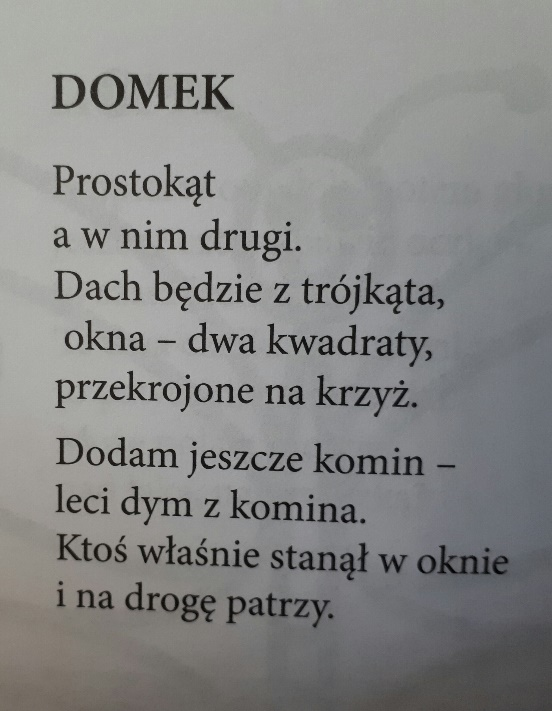 DOMEK
Prostokąt
a w nim drugi.
Dach będzie z trójkąta,
okna – dwa kwadraty,
przekrojone na krzyż.
Dodam jeszcze komin –
leci dym z komina.
Ktoś właśnie stanął w oknie
i na drogę patrzy.